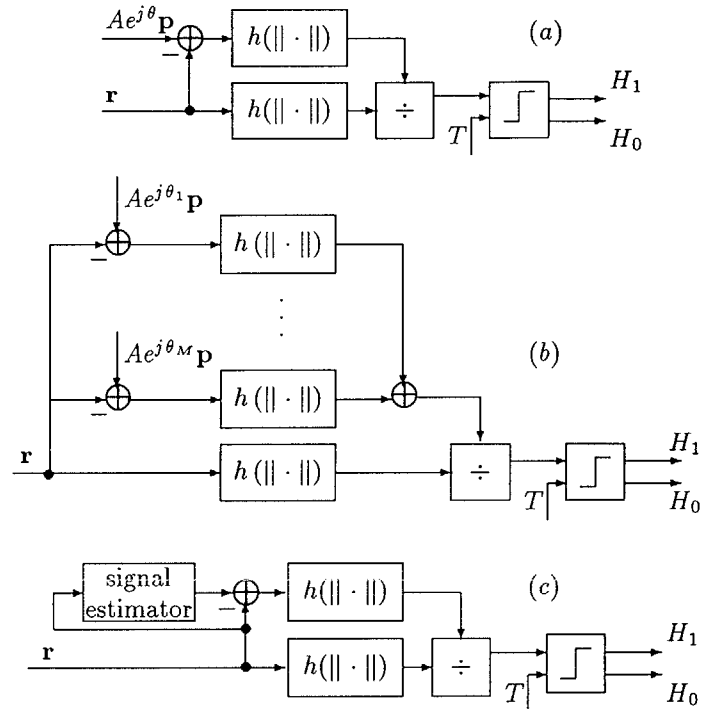 Ae^{jθ}p
−
h(‖ · ‖)
(a)
r
h(‖ · ‖)
÷
T
H_1
H_0
Ae^{jθ_1}p
−
h (‖ · ‖)
(b)
Ae^{jθ_M}p
−
h (‖ · ‖)
r
h (‖ · ‖)
÷
T
H_1
H_0
signal
estimator
−
h(‖ · ‖)
(c)
r
h(‖ · ‖)
÷
T
H_1
H_0